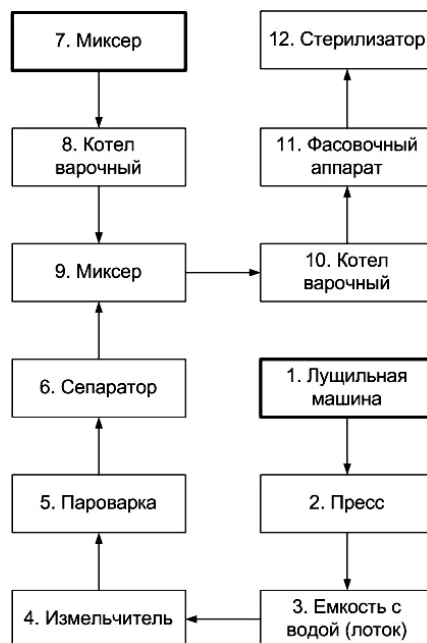 7. Миксер
12. Стерилизатор
8. Котел
варочный
11. Фасовочный
аппарат
9. Миксер
10. Котел
варочный
6. Сепаратор
1. Лущильная
машина
5. Пароварка
2. Пресс
4. Измельчитель
3. Емкость с
водой (лоток)